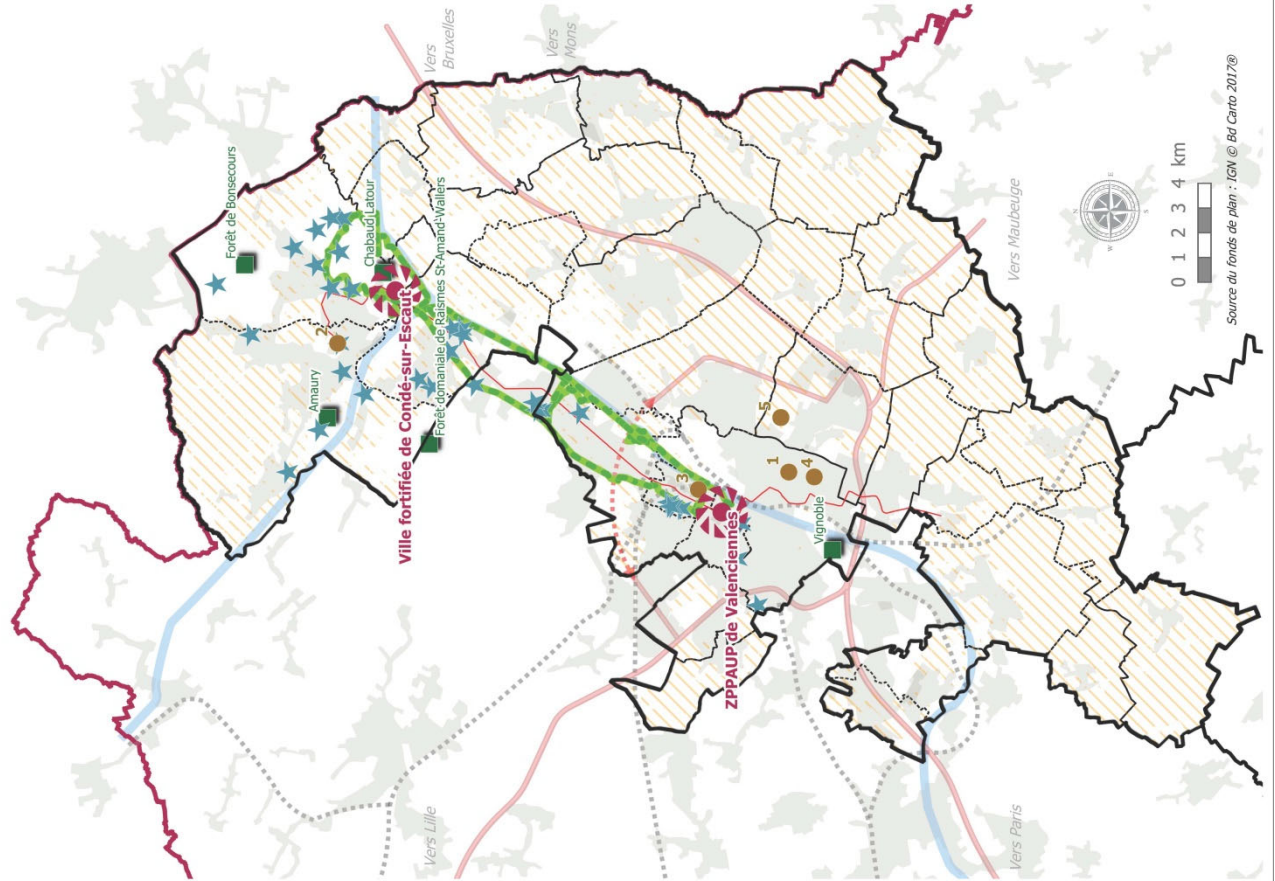 Vers
Bruxelles
Vers
Mons
Forêt de Bonsecours
Chabaud Latour
Amaury
2
Ville fortifiée de Condé-sur-Escaut
Forêt domaniale de Raismes St-Amand-Wallers
5
1
4
3
ZPPAUP de Valenciennes
Vignoble
Vers Lille
Vers Paris
Vers Maubeuge
N
E
S
W
0 1 2 3 4 km
Source du fonds de plan : IGN © Bd Carto 2017®